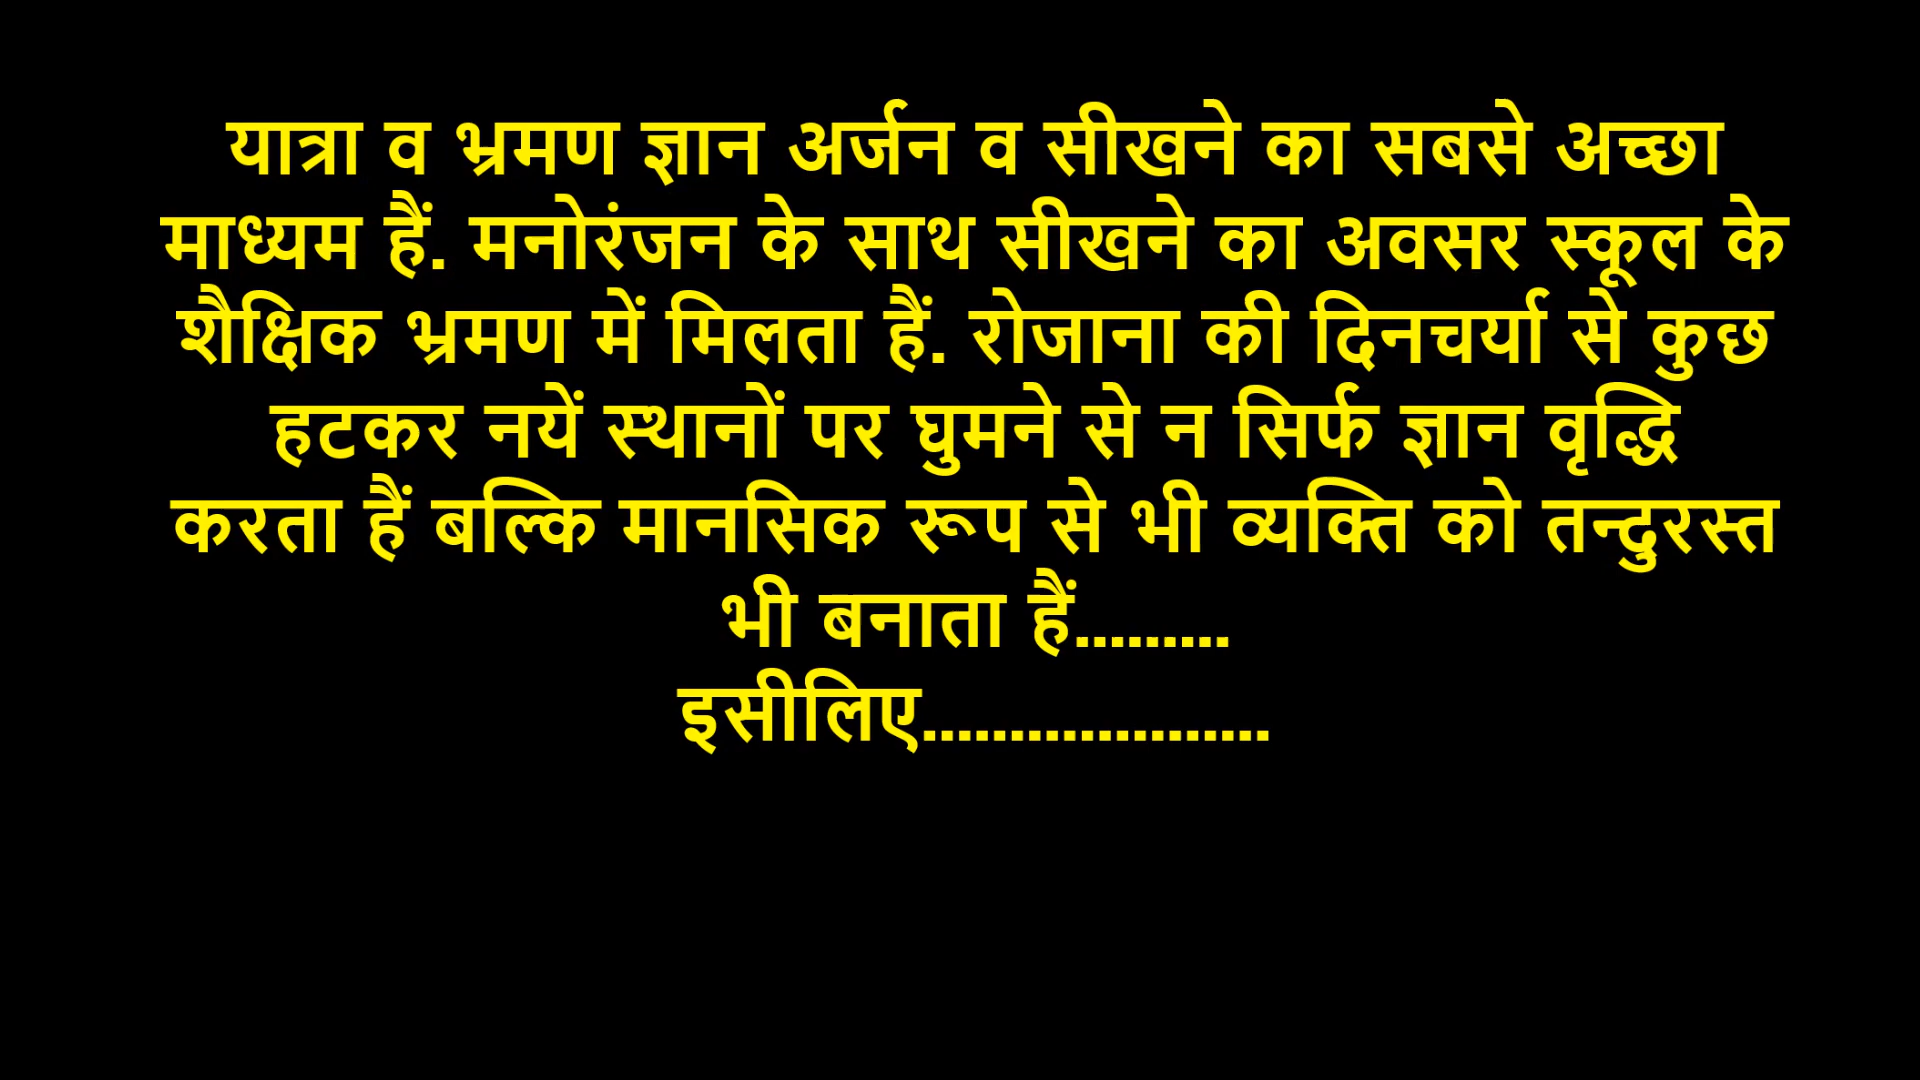 यात्रा व भ्रमण ज्ञान अर्जन व सीखने का सबसे अच्छा
माध्यम हैं. मनोरंजन के साथ सीखने का अवसर स्कूल के
शैक्षिक भ्रमण में मिलता हैं. रोजाना की दिनचर्या से कुछ
हटकर नयें स्थानों पर घुमने से न सिर्फ ज्ञान वृद्धि
करता हैं बल्कि मानसिक रूप से भी व्यक्ति को तन्दुरस्त
भी बनाता हैं.........
इसीलिए....................